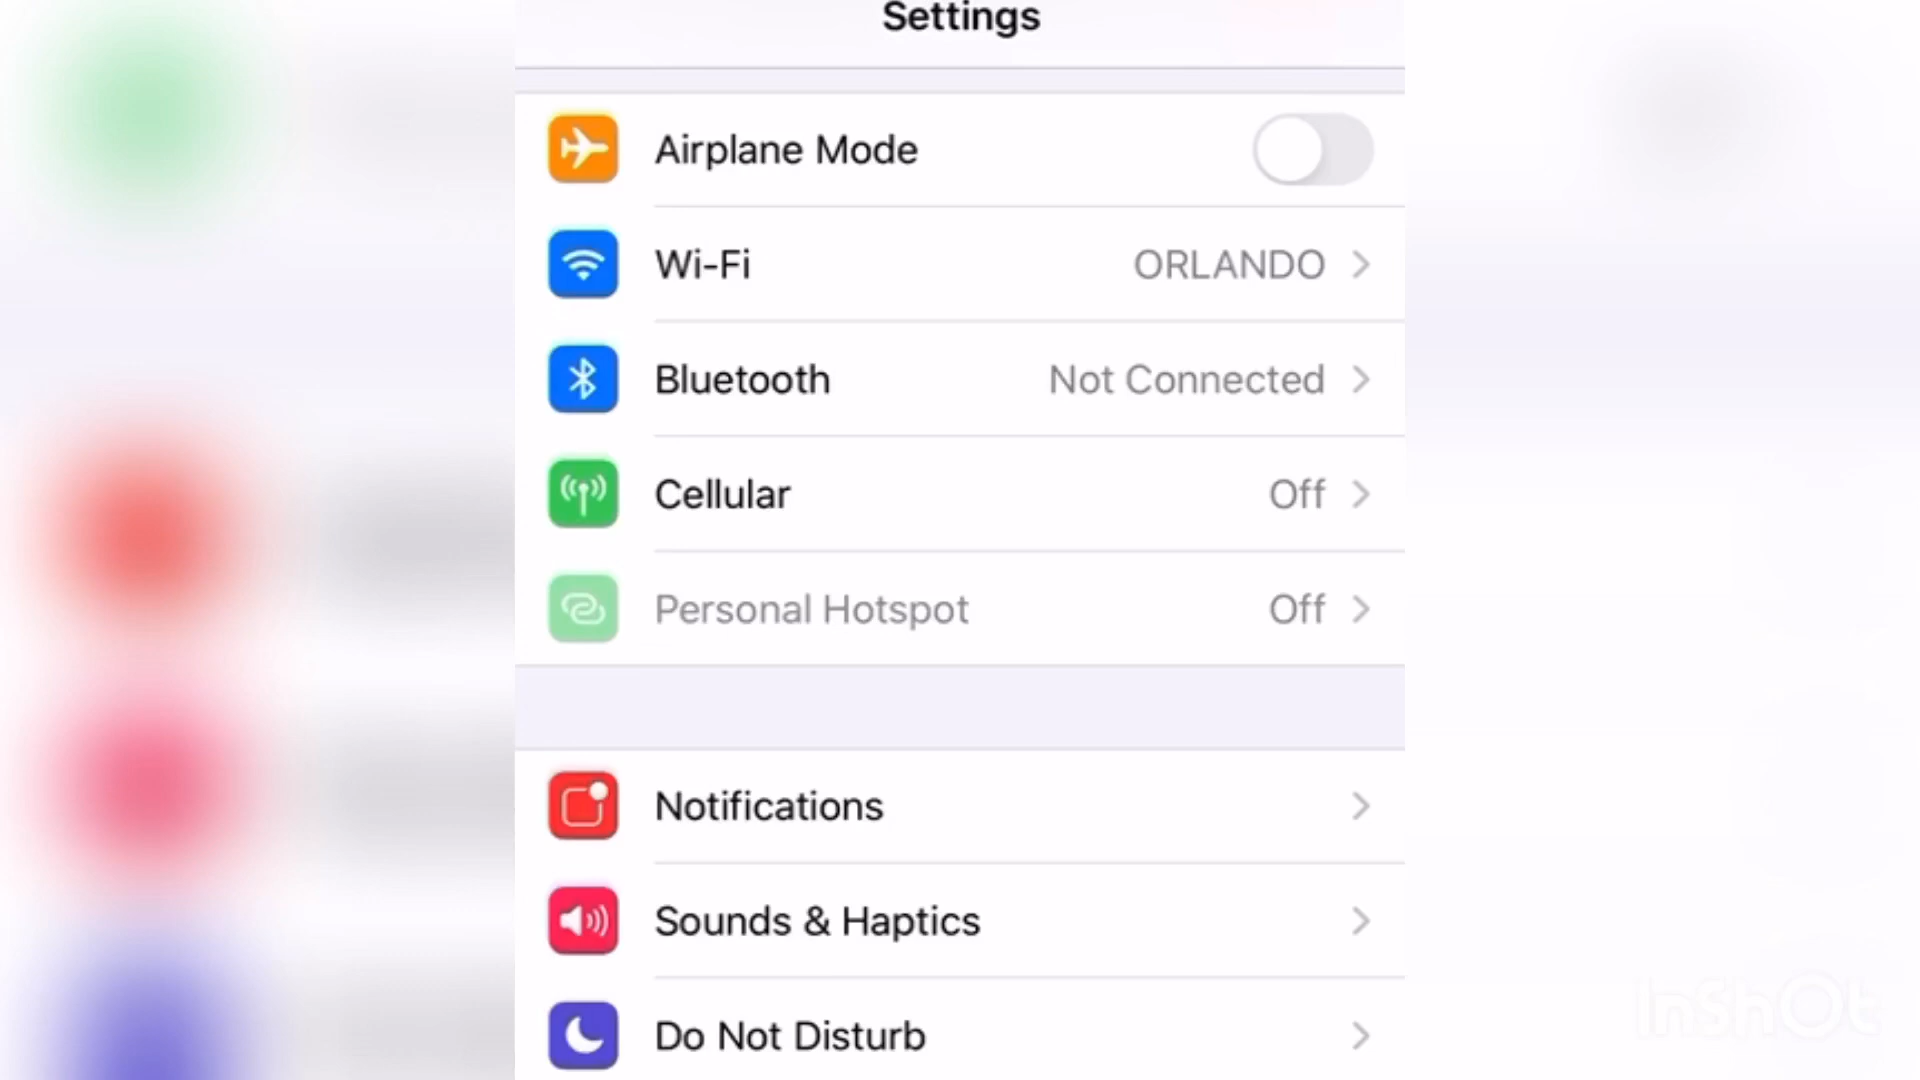 Settings
Airplane Mode
Wi-Fi ORLANDO
Bluetooth Not Connected
Cellular Off
Personal Hotspot Off
Notifications
Sounds & Haptics
Do Not Disturb
InShOt